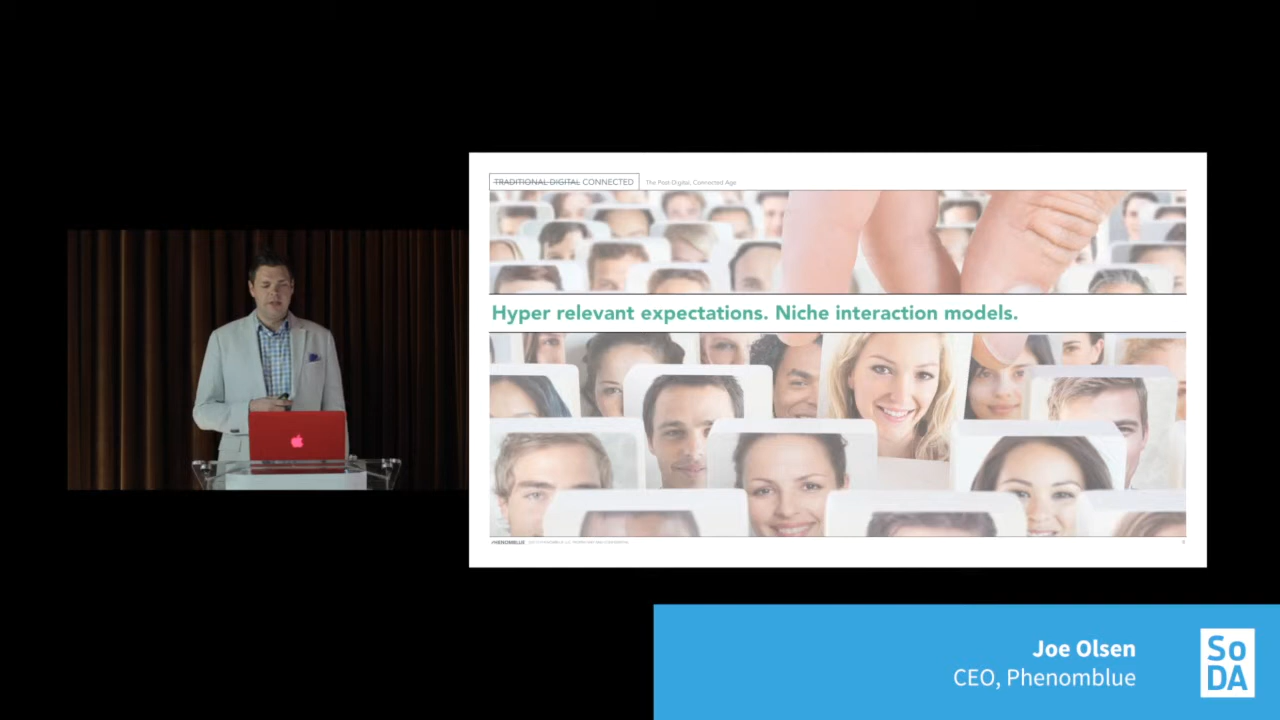 TRADITIONAL DIGITAL CONNECTED
The Post-Digital, Connected Age
Hyper relevant expectations. Niche interaction models.
PHENOMBLUE
Joe Olsen
CEO, Phenomblue
So
DA